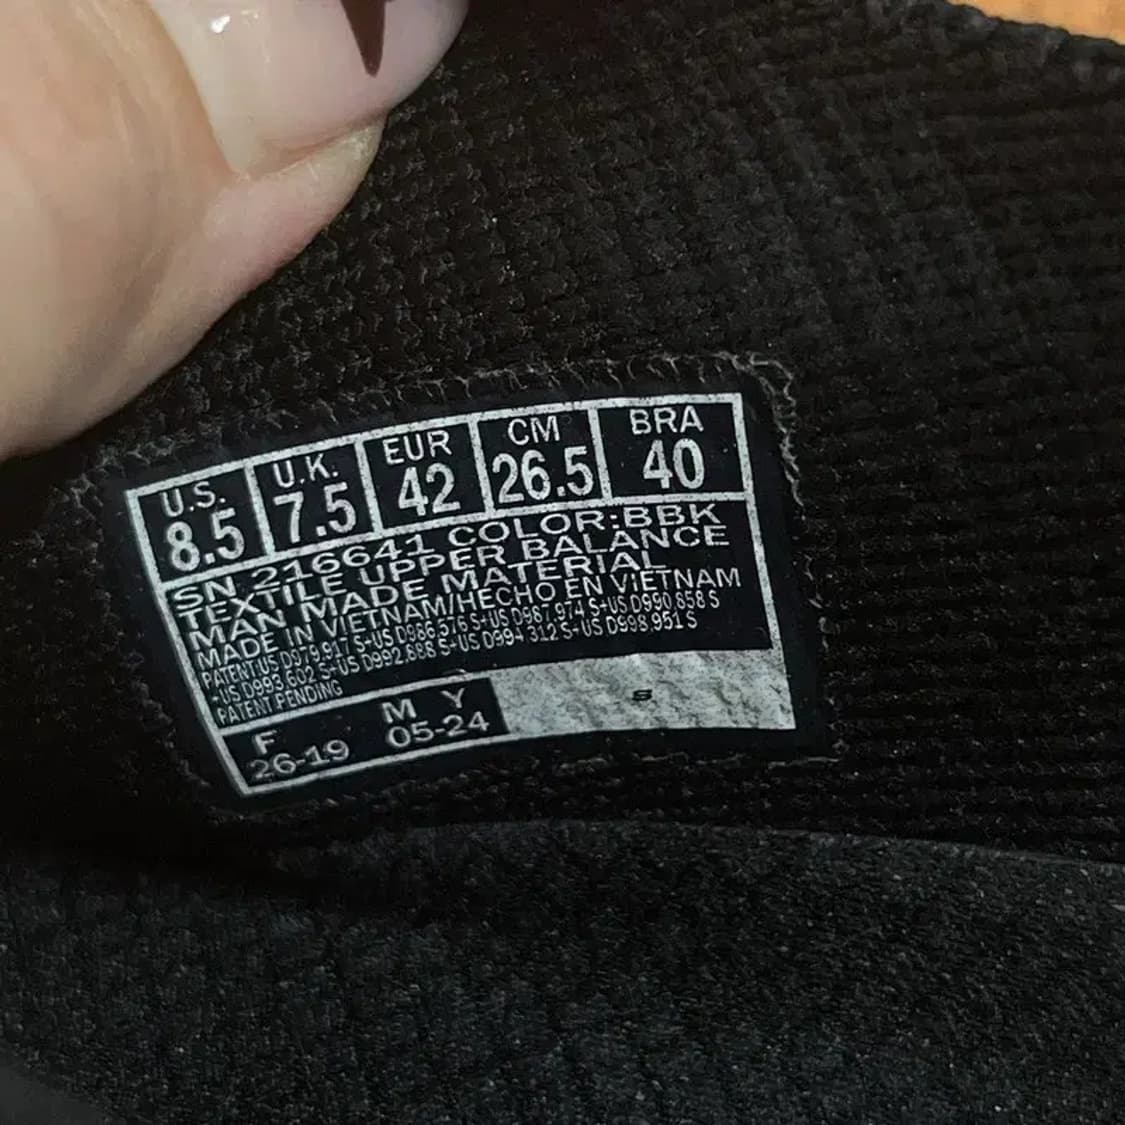 U.S. U.K. EUR CM BRA
8.5 7.5 42 26.5 40
SN 216641 COLOR:BBK
TEXTILE UPPER BALANCE
MAN MADE MATERIAL
MADE IN VIETNAM/HECHO EN VIETNAM
PATENT:US D979,917 S+US D986,576 S+US D987,974 S+US D990,858 S
+US D993,602 S+US D992,888 S+US D994,312 S+US D998,951 S
PATENT PENDING
F M Y
26-19 05-24
S